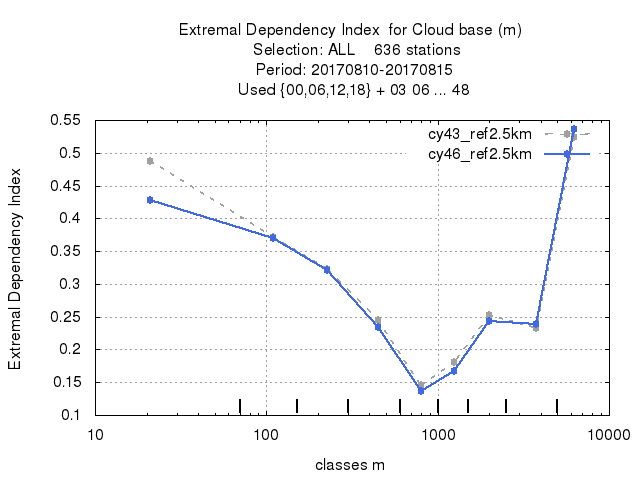 Extremal Dependency Index  for Cloud base (m)
Selection: ALL    636 stations
Period: 20170810-20170815
Used {00,06,12,18} + 03 06 ... 48
0.55
0.5
0.45
0.4
0.35
0.3
0.25
0.2
0.15
0.1
Extremal Dependency Index
cy43_ref2.5km
cy46_ref2.5km
10 100 1000 10000
classes m